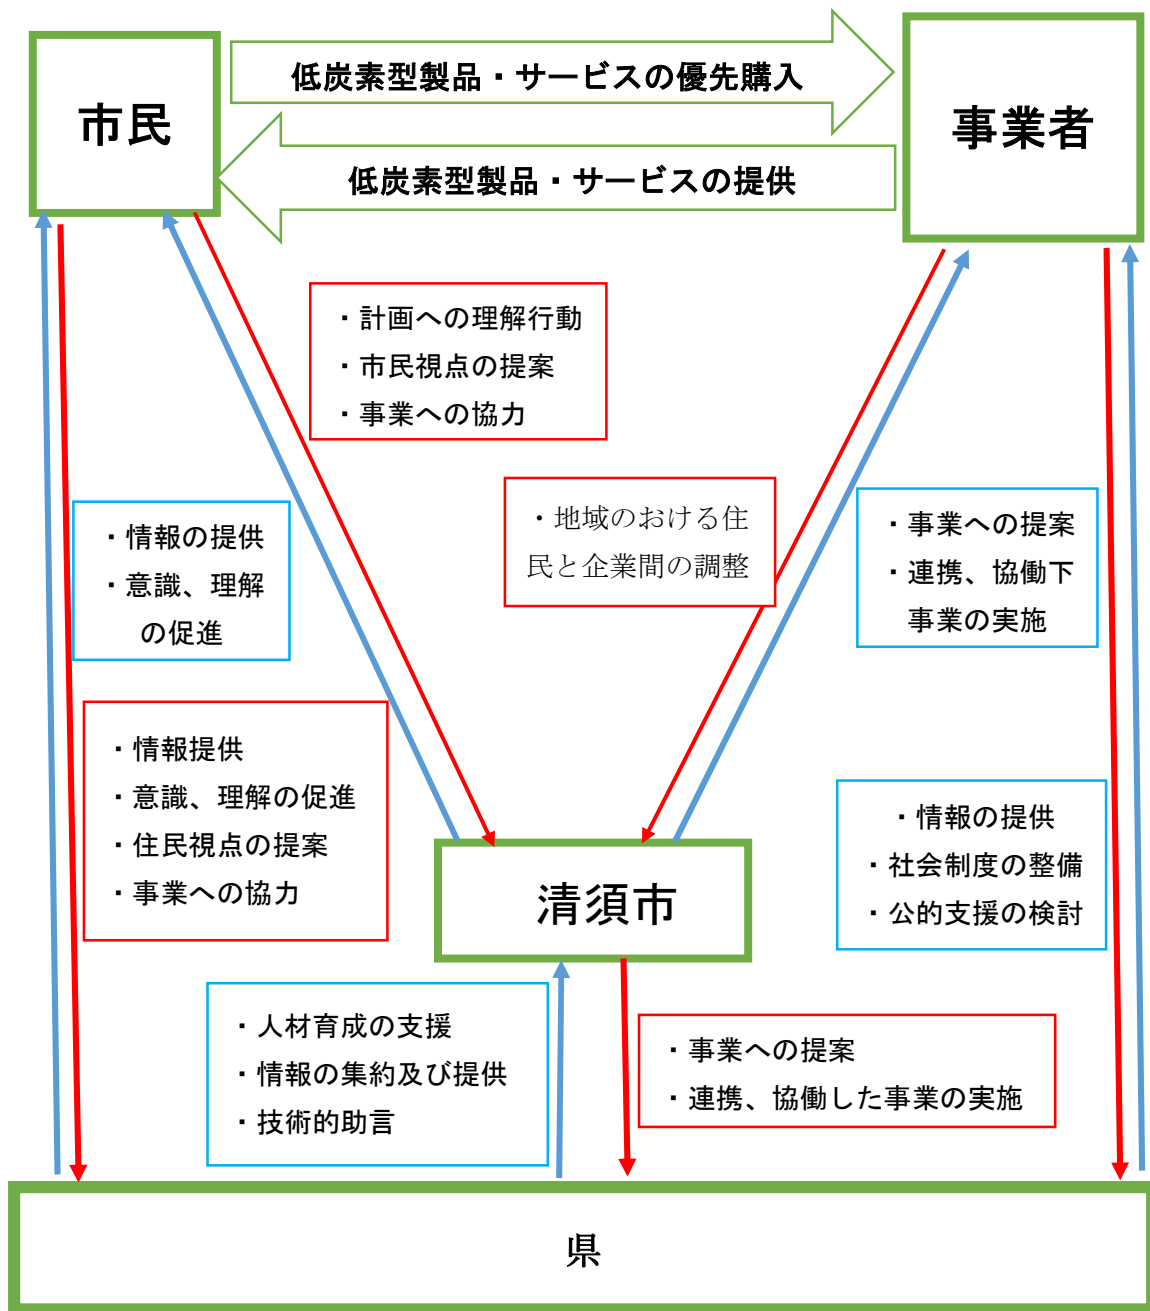 市民
低炭素型製品・サービスの優先購入
事業者
低炭素型製品・サービスの提供
・計画への理解行動
・市民視点の提案
・事業への協力
・地域のおける住
民と企業間の調整
・事業への提案
・連携、協働下
事業の実施
・情報の提供
・意識、理解
の促進
・情報提供
・意識、理解の促進
・住民視点の提案
・事業への協力
・情報の提供
・社会制度の整備
・公的支援の検討
清須市
・人材育成の支援
・情報の集約及び提供
・技術的助言
・事業への提案
・連携、協働した事業の実施
県